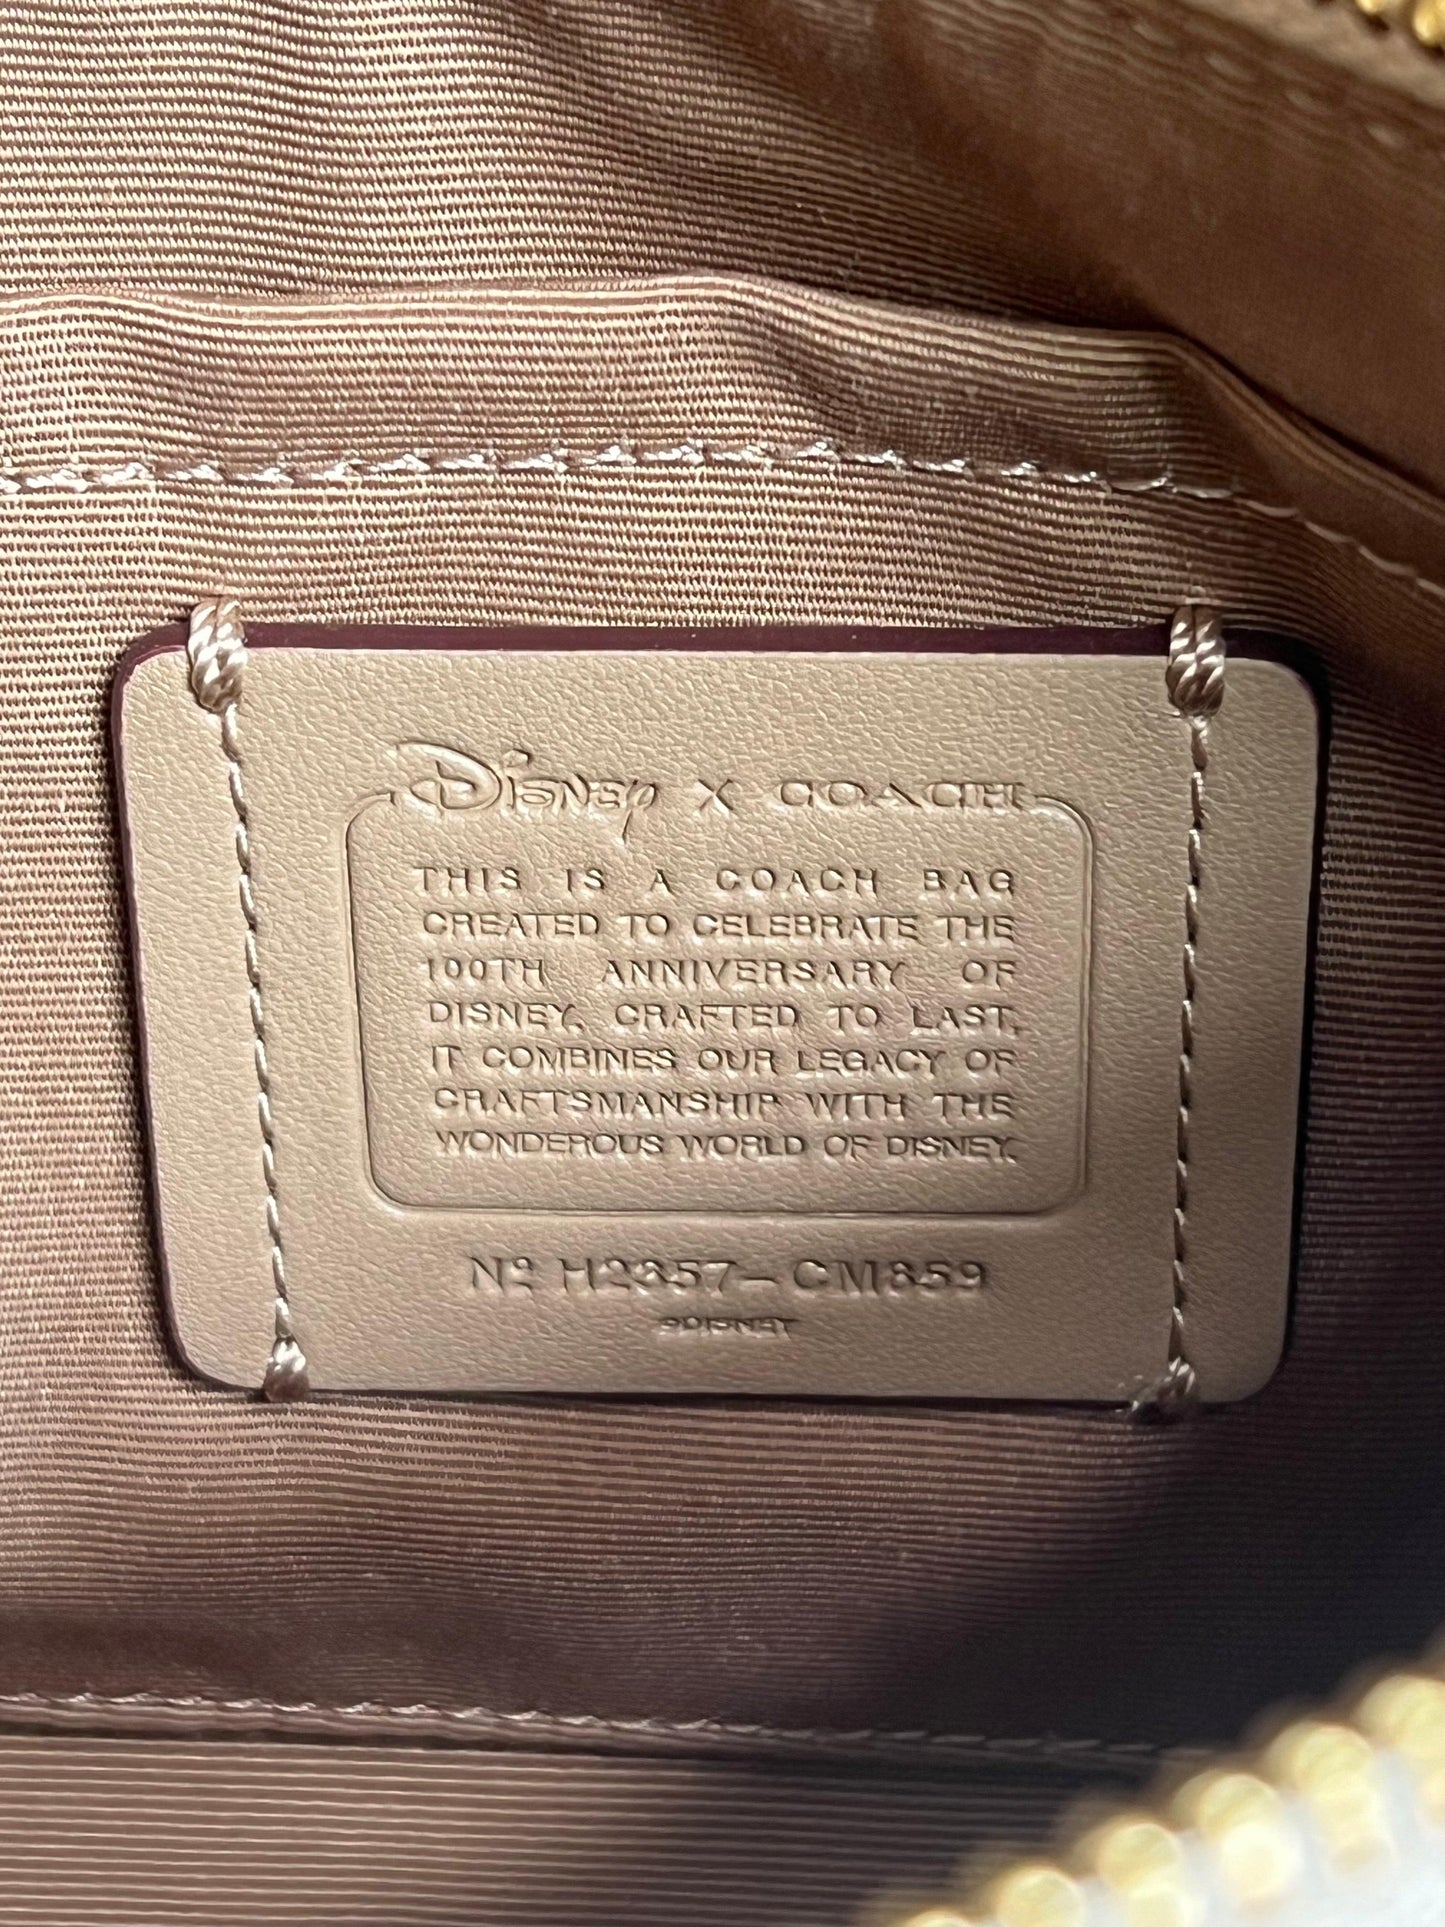 Disney X COACH
THIS IS A COACH BAG
CREATED TO CELEBRATE THE
100TH ANNIVERSARY OF
DISNEY. CRAFTED TO LAST,
IT COMBINES OUR LEGACY OF
CRAFTSMANSHIP WITH THE
WONDEROUS WORLD OF DISNEY.
Nº H2357-CM859
©DISNEY